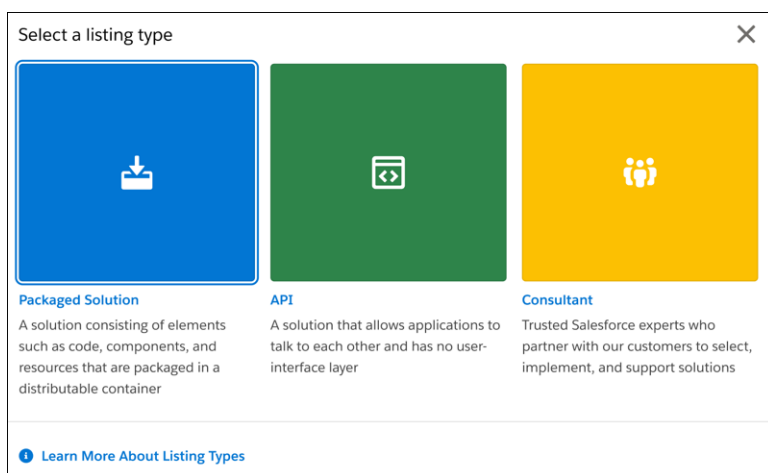 Select a listing type
Packaged Solution
A solution consisting of elements
such as code, components, and
resources that are packaged in a
distributable container
API
A solution that allows applications to
talk to each other and has no user-
interface layer
Consultant
Trusted Salesforce experts who
partner with our customers to select,
implement, and support solutions
Learn More About Listing Types